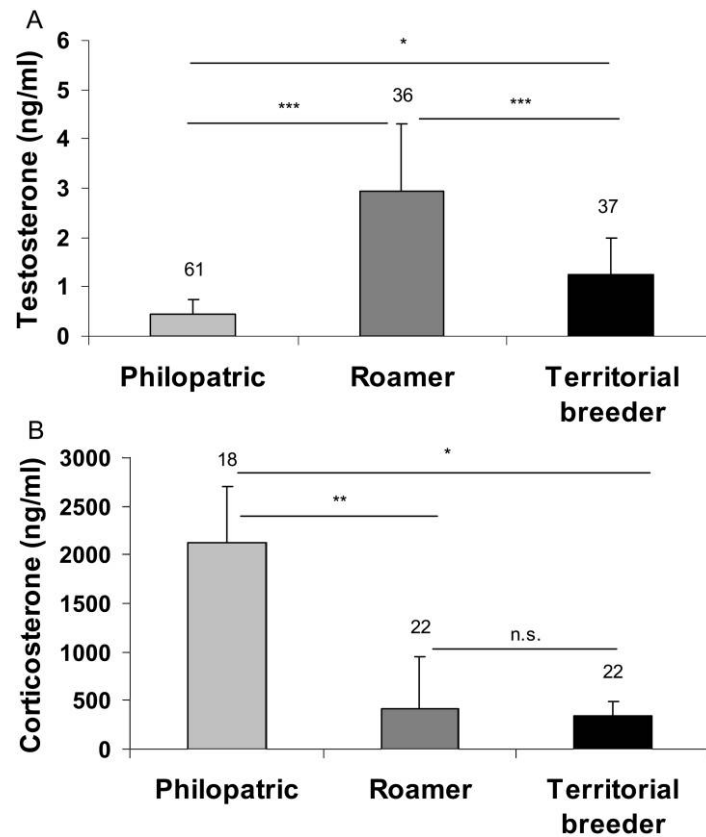 A
Testosterone (ng/ml)
6
5
4
3
2
1
0
*
***
***
61
36
37
Philopatric
Roamer
Territorial
breeder
B
Corticosterone (ng/ml)
3000
2500
2000
1500
1000
500
0
18
*
**
22
n.s.
22
Philopatric
Roamer
Territorial
breeder